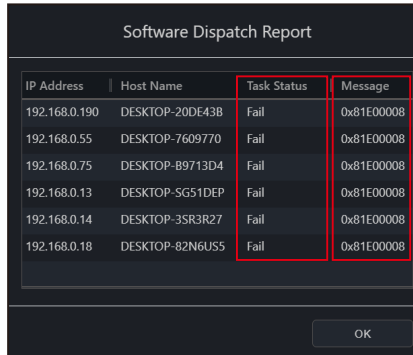 Software Dispatch Report
IP Address Host Name Task Status Message
192.168.0.190 DESKTOP-20DE43B Fail 0x81E00008
192.168.0.55 DESKTOP-7609770 Fail 0x81E00008
192.168.0.75 DESKTOP-B9713D4 Fail 0x81E00008
192.168.0.13 DESKTOP-SG51DEP Fail 0x81E00008
192.168.0.14 DESKTOP-3SR3R27 Fail 0x81E00008
192.168.0.18 DESKTOP-82N6US5 Fail 0x81E00008
OK